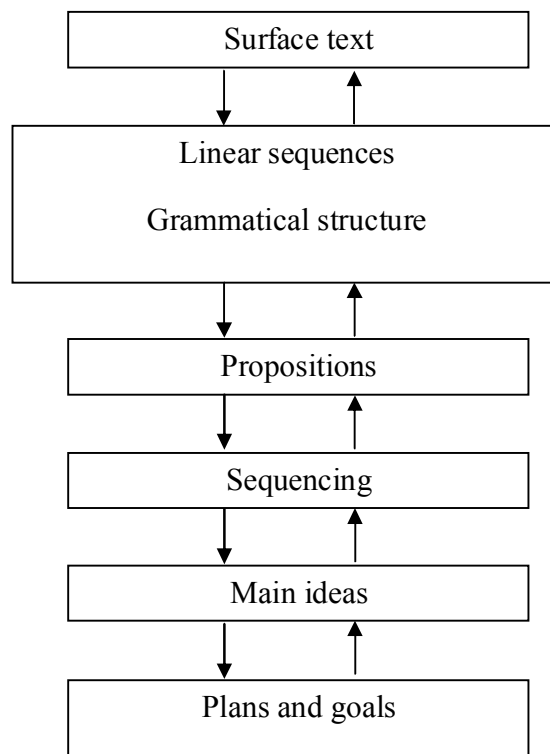 Surface text
Linear sequences
Grammatical structure
Propositions
Sequencing
Main ideas
Plans and goals